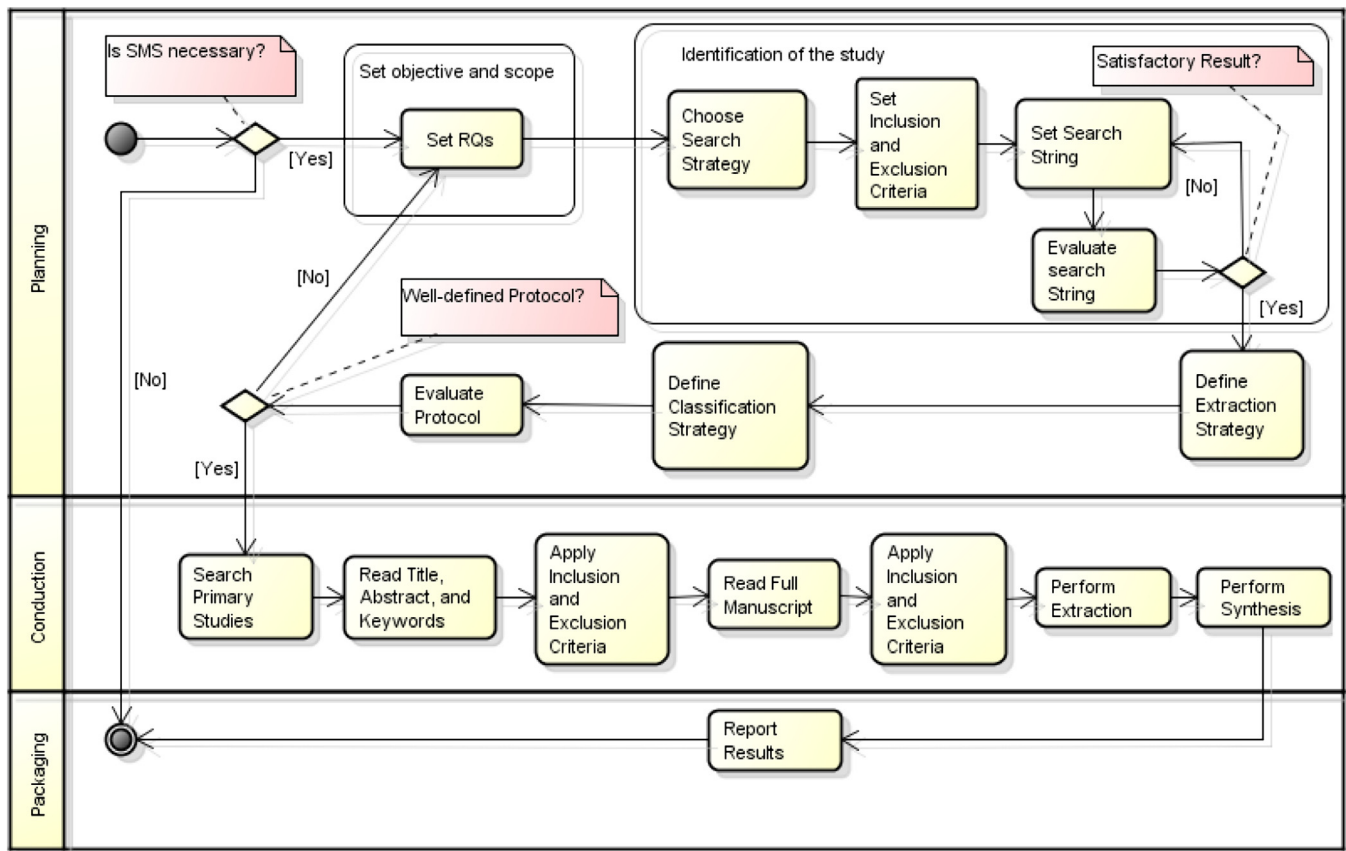 Planning
Is SMS necessary?
[Yes]
[No]
Set objective and scope
Set RQs
Identification of the study
Choose
Search
Strategy
Set
Inclusion
and
Exclusion
Criteria
Set Search
String
Satisfactory Result?
[No]
Evaluate
search
String
[Yes]
Define
Extraction
Strategy
Define
Classification
Strategy
Evaluate
Protocol
Well-defined Protocol?
[No]
[Yes]
Conduction
Search
Primary
Studies
Read Title,
Abstract, and
Keywords
Apply
Inclusion
and
Exclusion
Criteria
Read Full
Manuscript
Apply
Inclusion
and
Exclusion
Criteria
Perform
Extraction
Perform
Synthesis
Packaging
Report
Results